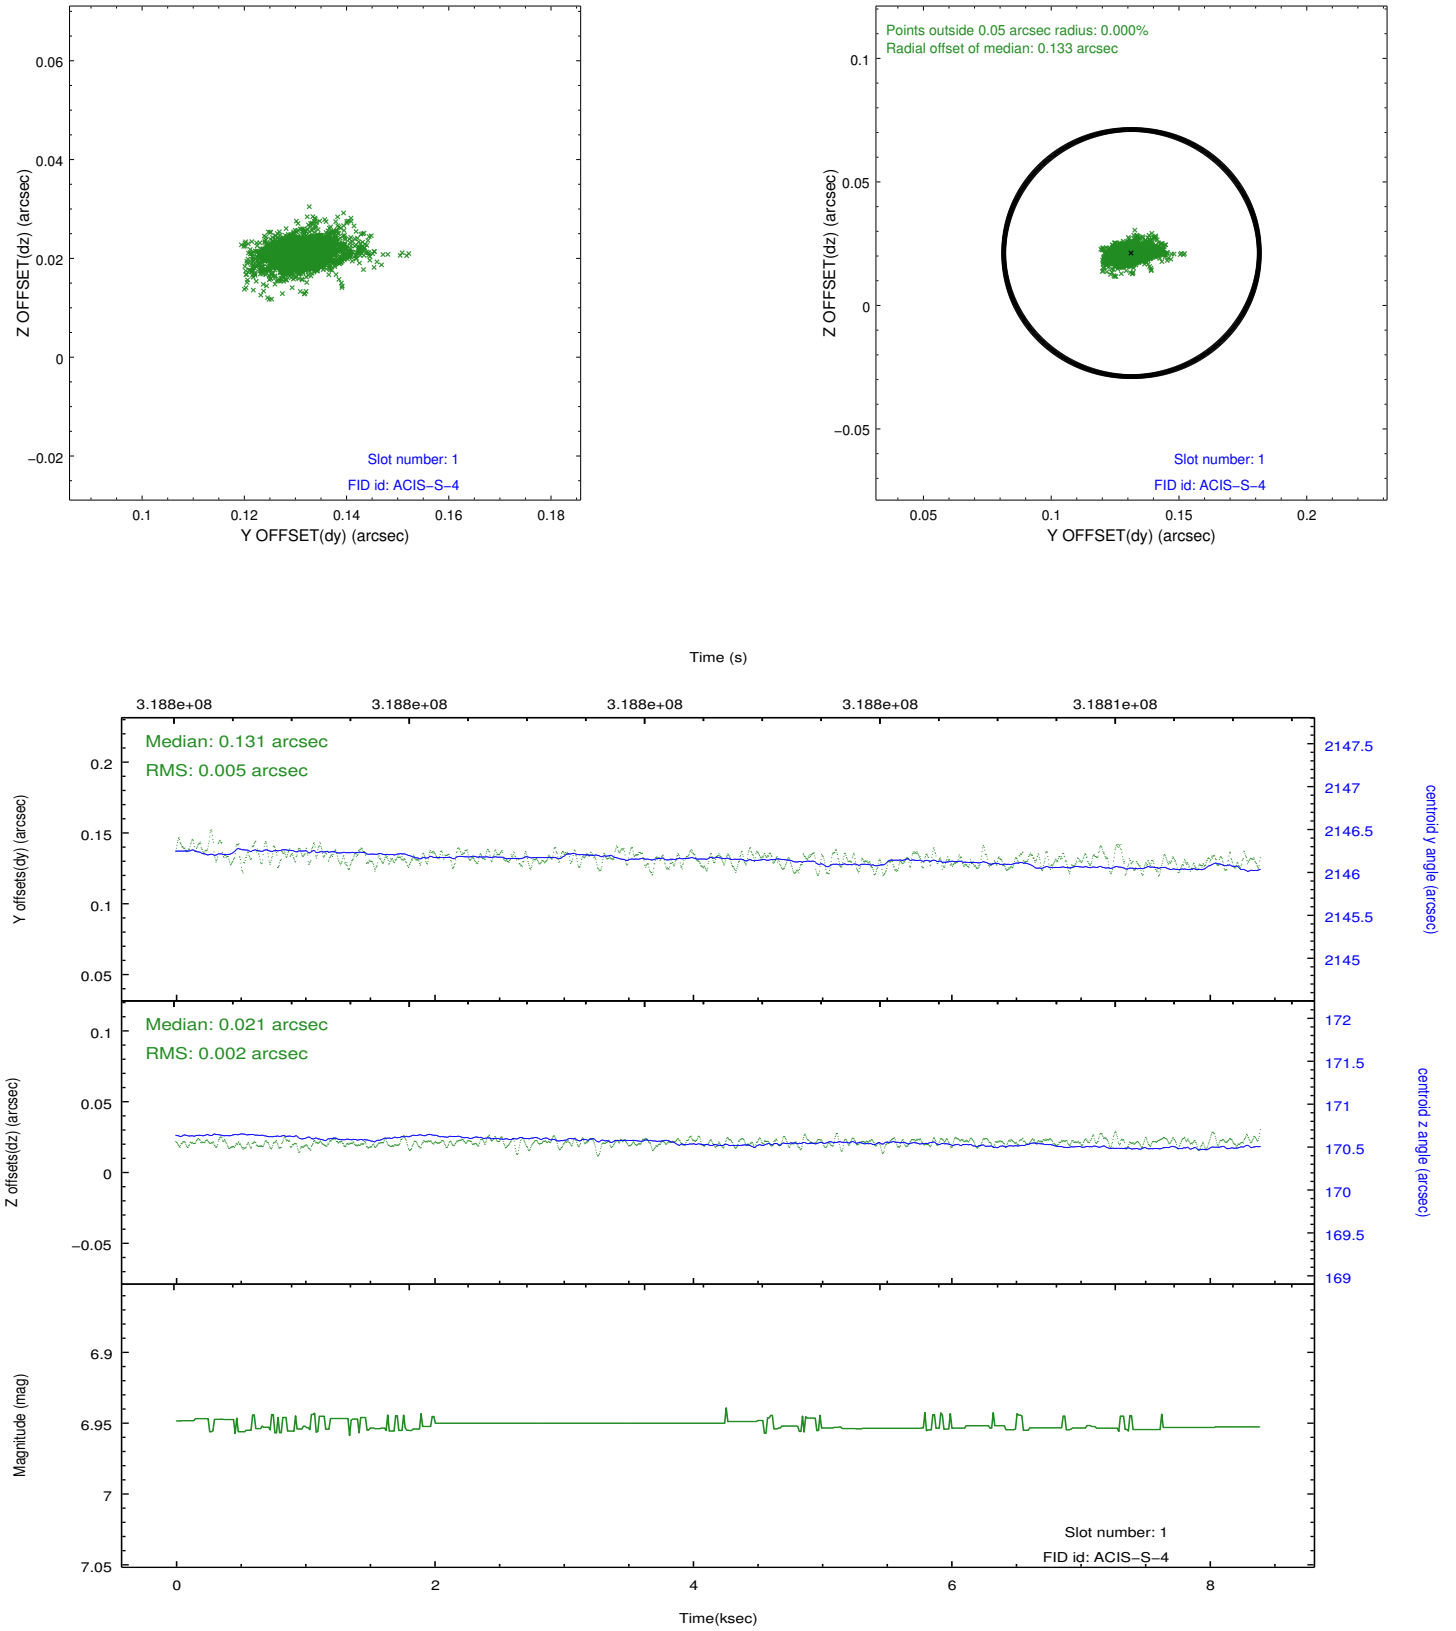 0.06
0.04
0.02
0
−0.02
Z OFFSET(dz) (arcsec)
Slot number: 1
FID id: ACIS−S−4
0.1
0.12
0.14
0.16
0.18
Y OFFSET(dy) (arcsec)
Points outside 0.05 arcsec radius: 0.000%
Radial offset of median: 0.133 arcsec
0.1
0.05
0
−0.05
Z OFFSET(dz) (arcsec)
Slot number: 1
FID id: ACIS−S−4
0.05
0.1
0.15
0.2
Y OFFSET(dy) (arcsec)
Time (s)
3.188e+08
3.188e+08
3.188e+08
3.188e+08
3.1881e+08
Median: 0.131 arcsec
RMS: 0.005 arcsec
0.2
0.15
0.1
0.05
Y offsets(dy) (arcsec)
2147.5
2147
2146.5
2146
2145.5
2145
centroid y angle (arcsec)
Median: 0.021 arcsec
RMS: 0.002 arcsec
0.1
0.05
0
−0.05
Z offsets(dz) (arcsec)
172
171.5
171
170.5
170
169.5
169
centroid z angle (arcsec)
6.9
6.95
7
7.05
Magnitude (mag)
Slot number: 1
FID id: ACIS−S−4
0
2
4
6
8
Time(ksec)